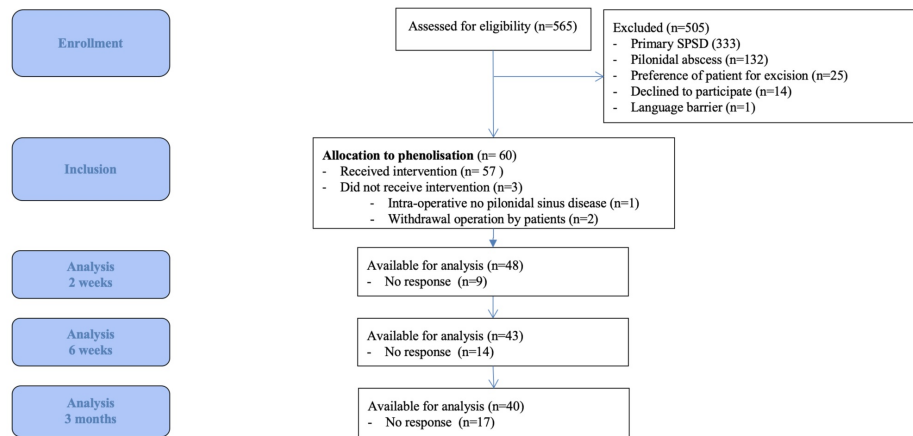 Enrollment
Assessed for eligibility (n=565)
Excluded (n=505)
- Primary SPSD (333)
- Pilonidal abscess (n=132)
- Preference of patient for excision (n=25)
- Declined to participate (n=14)
- Language barrier (n=1)
Inclusion
Allocation to phenolisation (n= 60)
- Received intervention (n= 57 )
- Did not receive intervention (n=3)
- Intra-operative no pilonidal sinus disease (n=1)
- Withdrawal operation by patients (n=2)
Analysis
2 weeks
Available for analysis (n=48)
- No response (n=9)
Analysis
6 weeks
Available for analysis (n=43)
- No response (n=14)
Analysis
3 months
Available for analysis (n=40)
- No response (n=17)